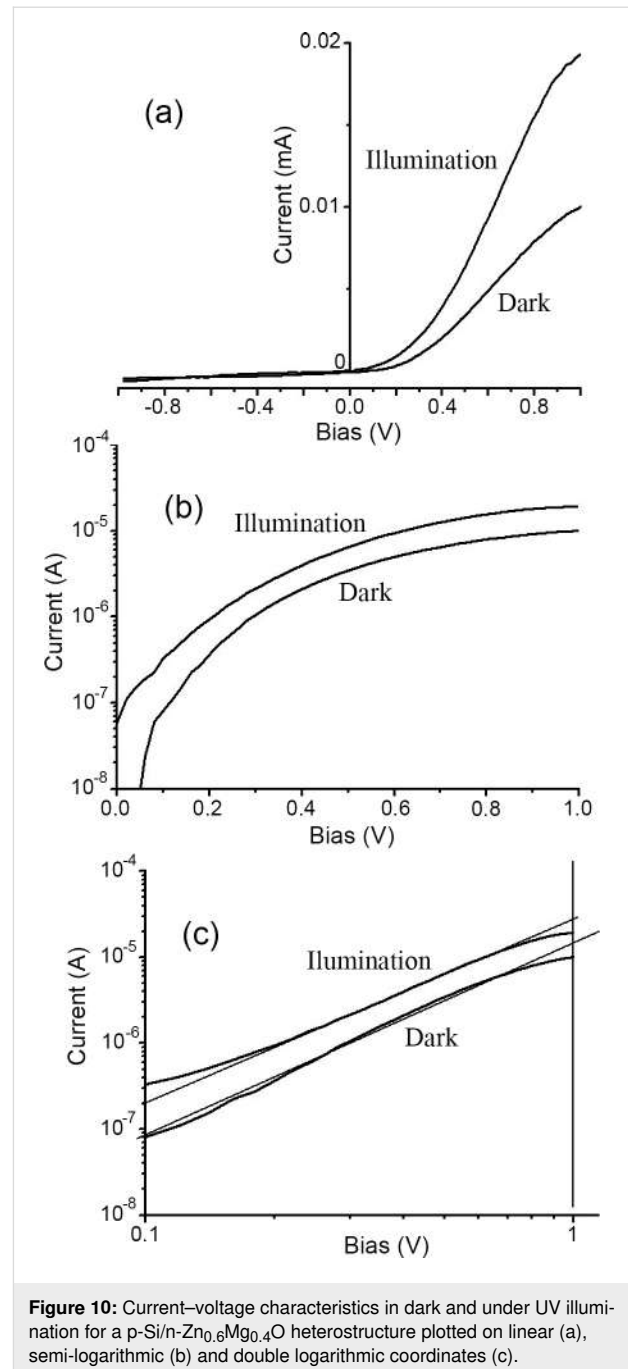 (a)
0.02
0.01
0
Current (mA)
Illumination
Dark
-0.8 -0.4 0.0 0.4 0.8
Bias (V)
(b)
10⁻⁴
10⁻⁵
10⁻⁶
10⁻⁷
10⁻⁸
Current (A)
Illumination
Dark
0.0 0.2 0.4 0.6 0.8 1.0
Bias (V)
(c)
10⁻⁴
10⁻⁵
10⁻⁶
10⁻⁷
10⁻⁸
Current (A)
Ilumination
Dark
0.1 1
Bias (V)
Figure 10: Current–voltage characteristics in dark and under UV illumi-
nation for a p-Si/n-Zn₀.₆Mg₀.₄O heterostructure plotted on linear (a),
semi-logarithmic (b) and double logarithmic coordinates (c).